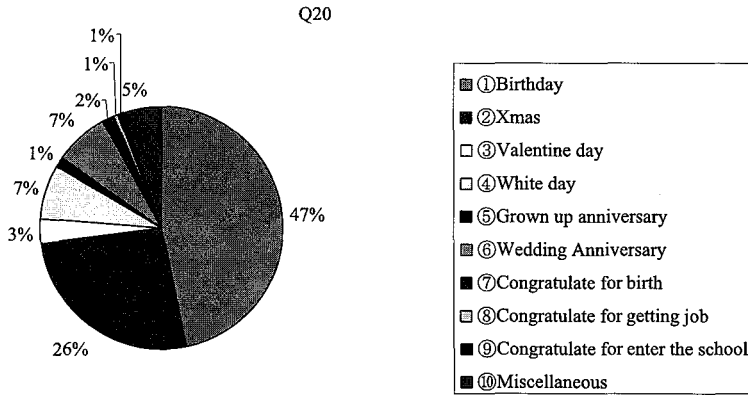 Q20
1%
1%
5%
2%
7%
1%
7%
3%
47%
26%
①Birthday
②Xmas
③Valentine day
④White day
⑤Grown up anniversary
⑥Wedding Anniversary
⑦Congratulate for birth
⑧Congratulate for getting job
⑨Congratulate for enter the school
⑩Miscellaneous